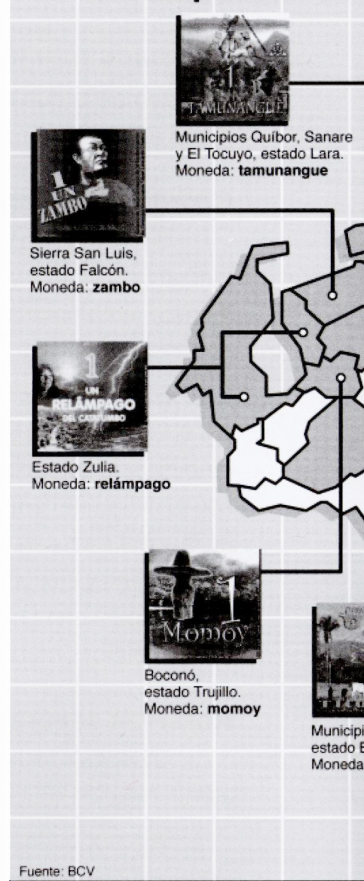 1
TAMUNANGUE
Municipios Quíbor, Sanare
y El Tocuyo, estado Lara.
Moneda: tamunangue
1
UN
ZAMBO
Sierra San Luis,
estado Falcón.
Moneda: zambo
1
UN
RELÁMPAGO
DEL CATATUMBO
Estado Zulia.
Moneda: relámpago
1
Momoy
Boconó,
estado Trujillo.
Moneda: momoy
Municipi
estado
Moneda
Fuente: BCV